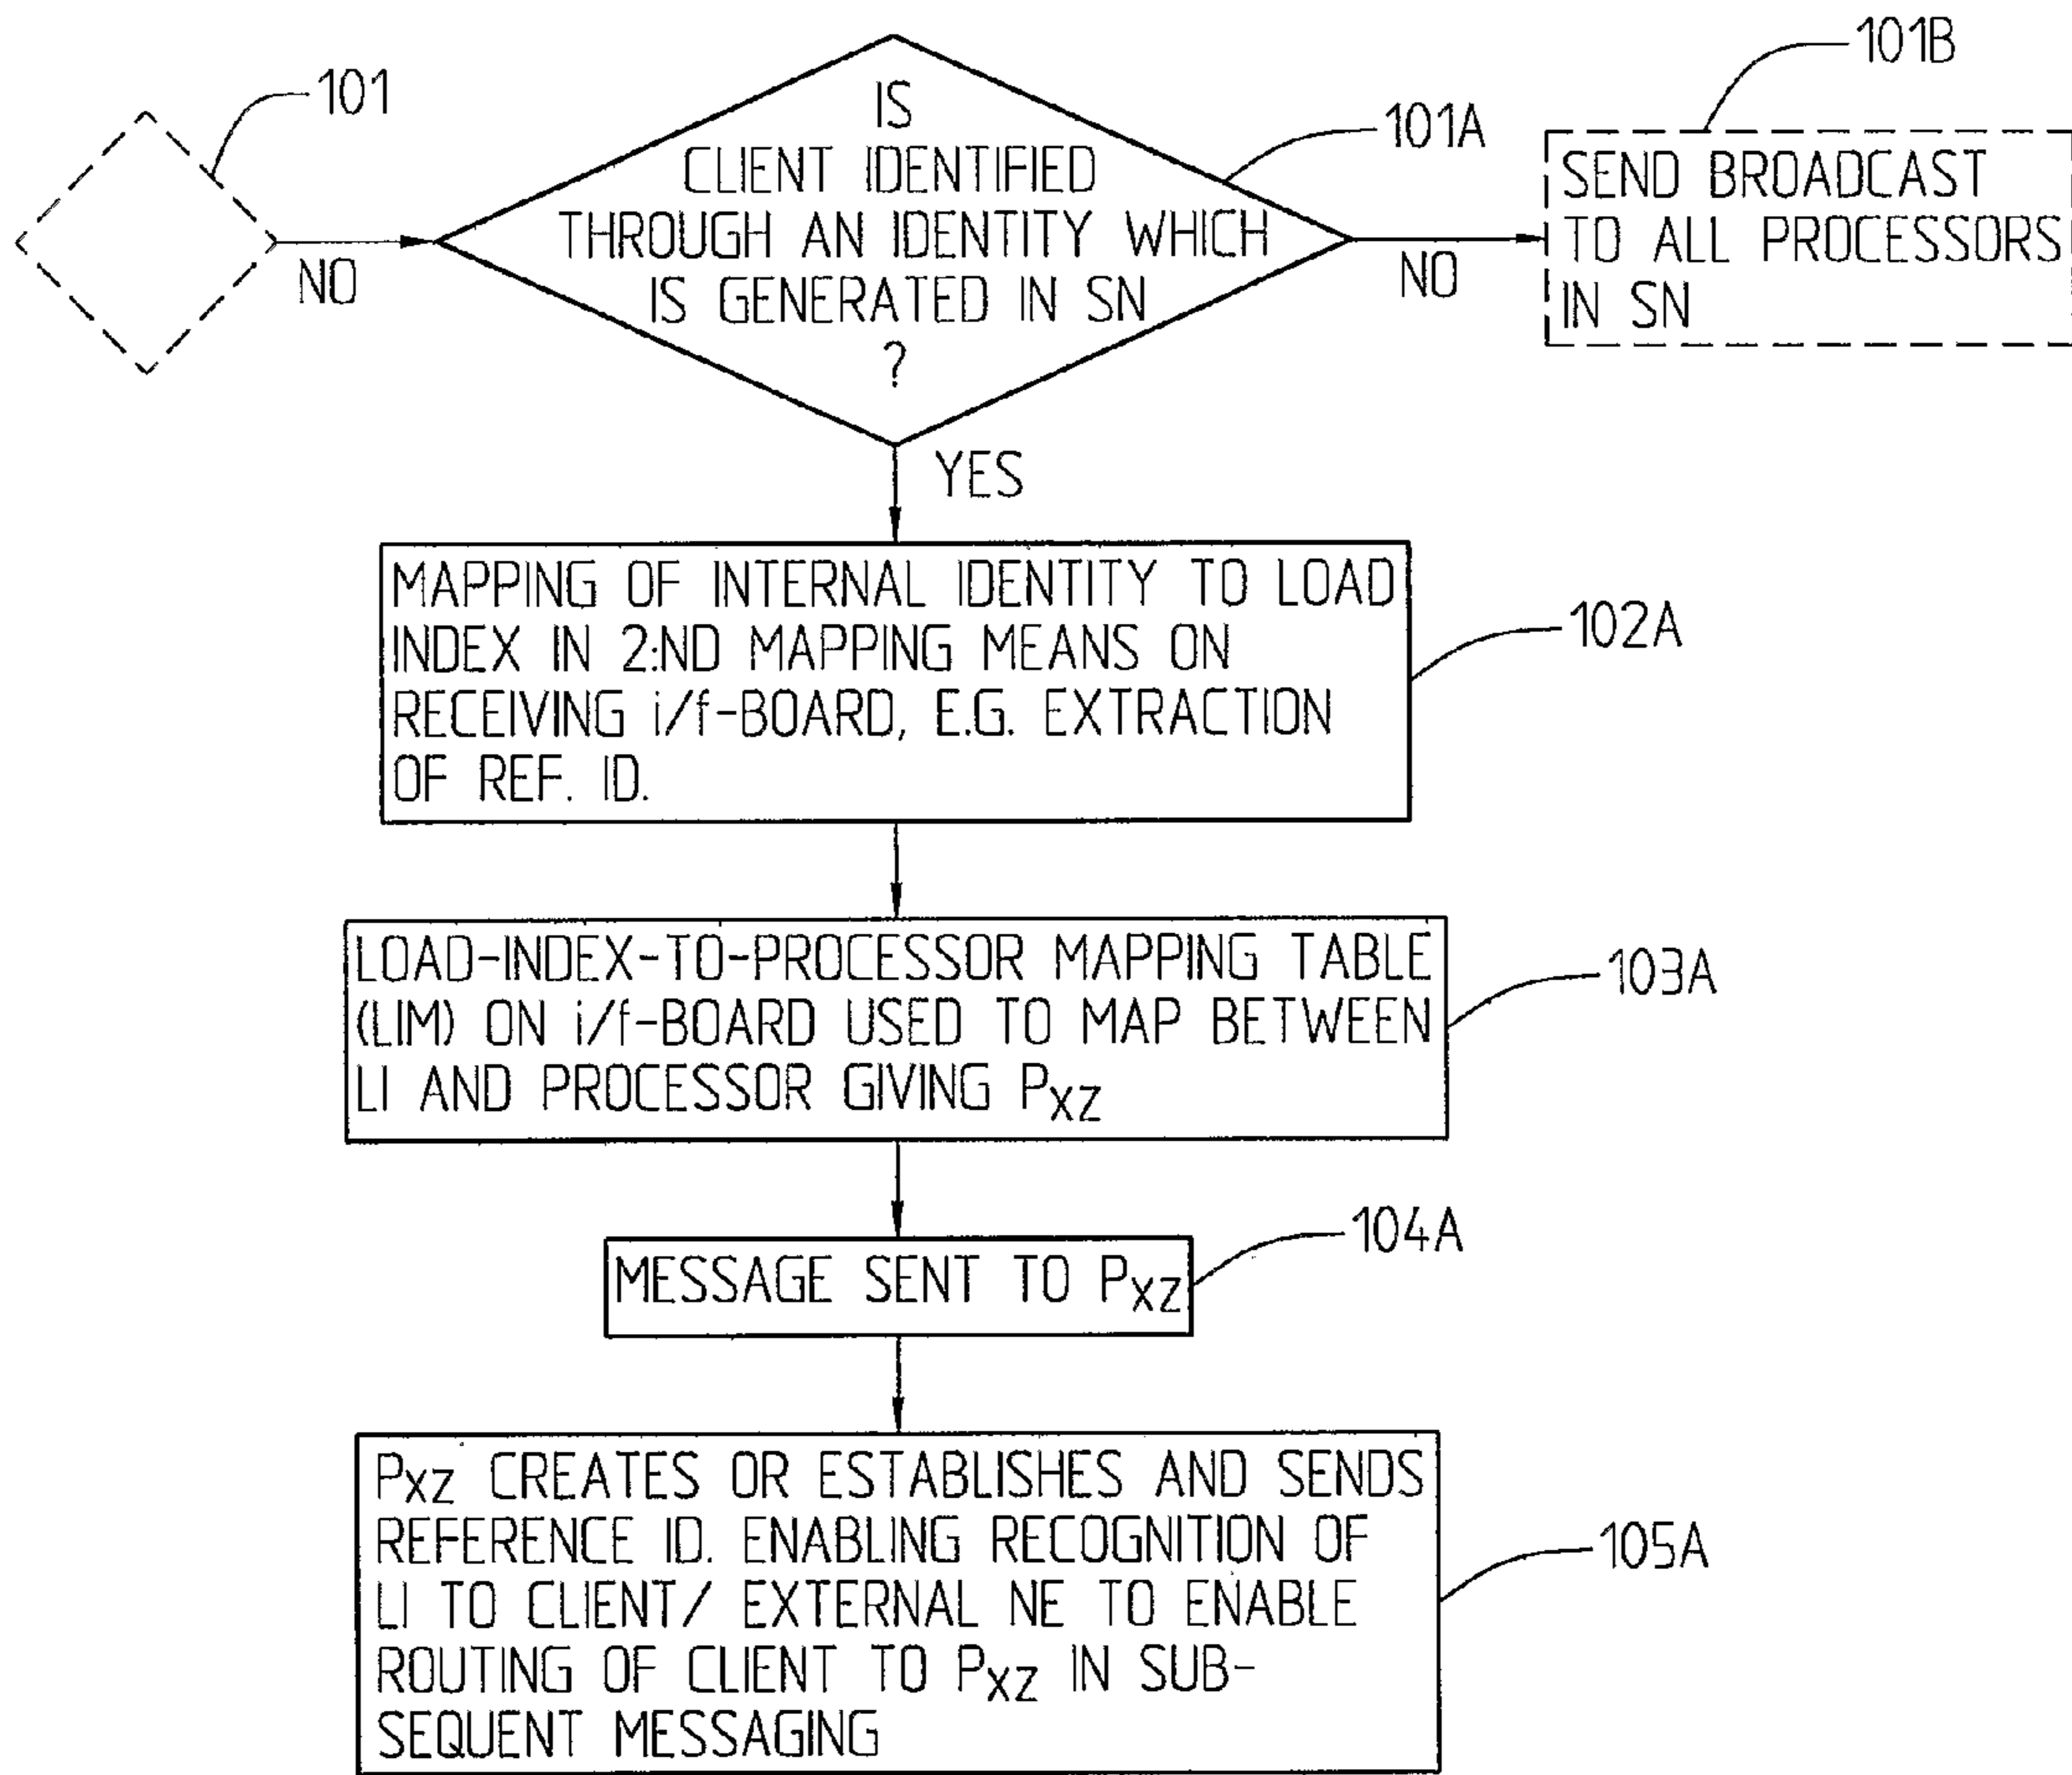 101
NO
IS
CLIENT IDENTIFIED
THROUGH AN IDENTITY WHICH
IS GENERATED IN SN
?
101A
NO
101B
SEND BROADCAST
TO ALL PROCESSORS
IN SN
YES
MAPPING OF INTERNAL IDENTITY TO LOAD
INDEX IN 2:ND MAPPING MEANS ON
RECEIVING i/f-BOARD, E.G. EXTRACTION
OF REF. ID.
102A
LOAD-INDEX-TO-PROCESSOR MAPPING TABLE
(LIM) ON i/f-BOARD USED TO MAP BETWEEN
LI AND PROCESSOR GIVING PXZ
103A
MESSAGE SENT TO PXZ
104A
PXZ CREATES OR ESTABLISHES AND SENDS
REFERENCE ID. ENABLING RECOGNITION OF
LI TO CLIENT/ EXTERNAL NE TO ENABLE
ROUTING OF CLIENT TO PXZ IN SUB-
SEQUENT MESSAGING
105A